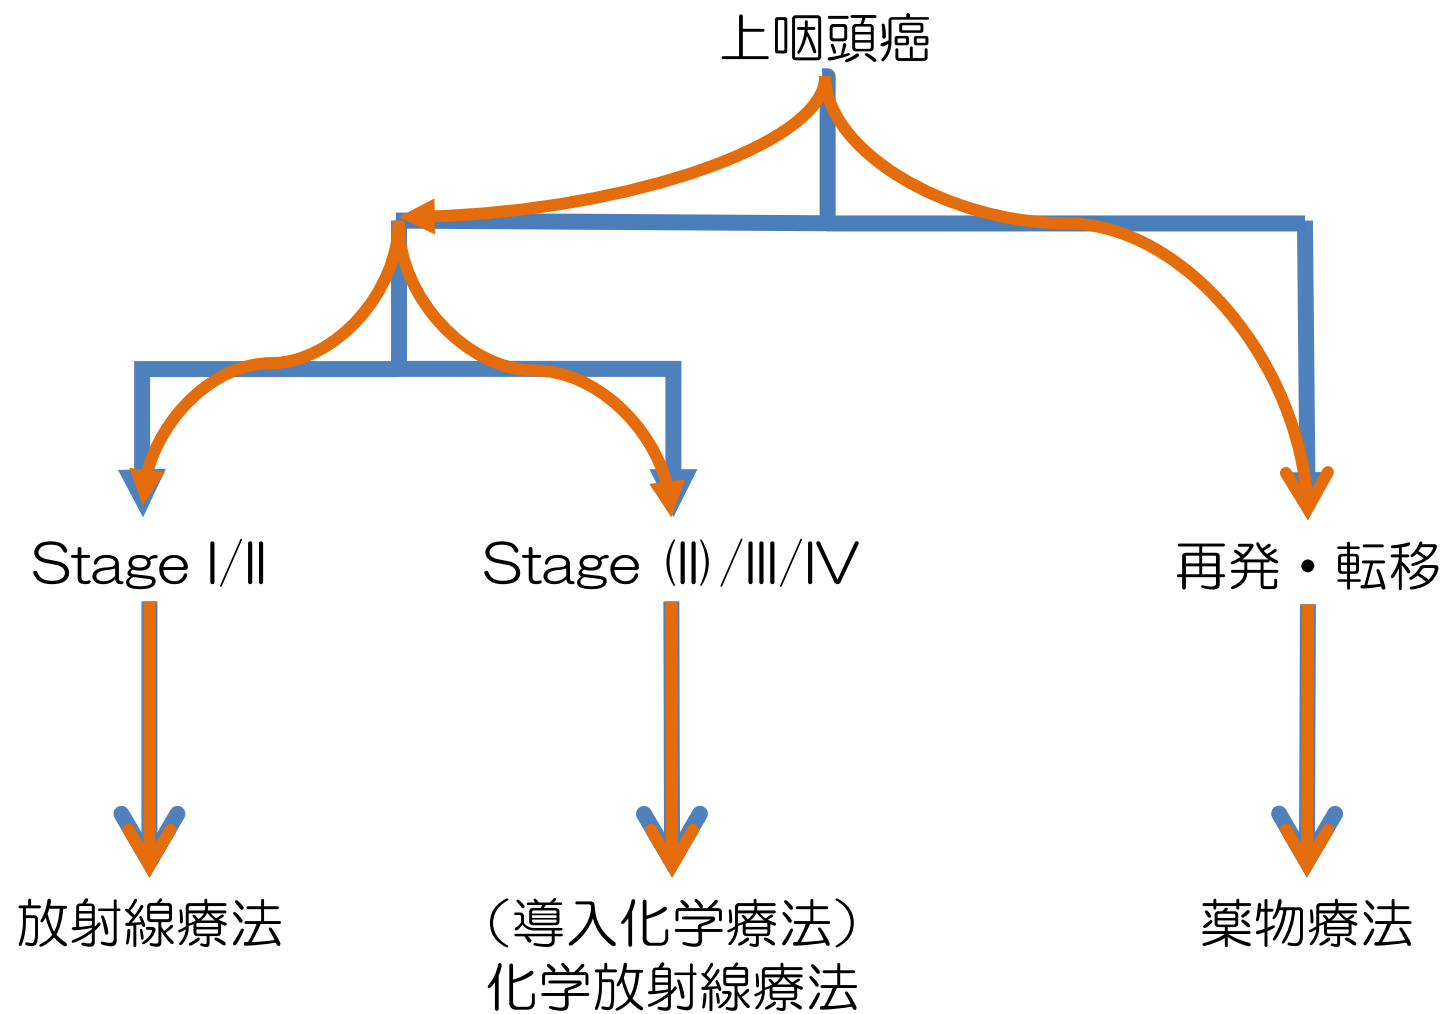 上咽頭癌
Stage I/II
Stage (II)/III/IV
再発・転移
放射線療法
(導入化学療法)
化学放射線療法
薬物療法